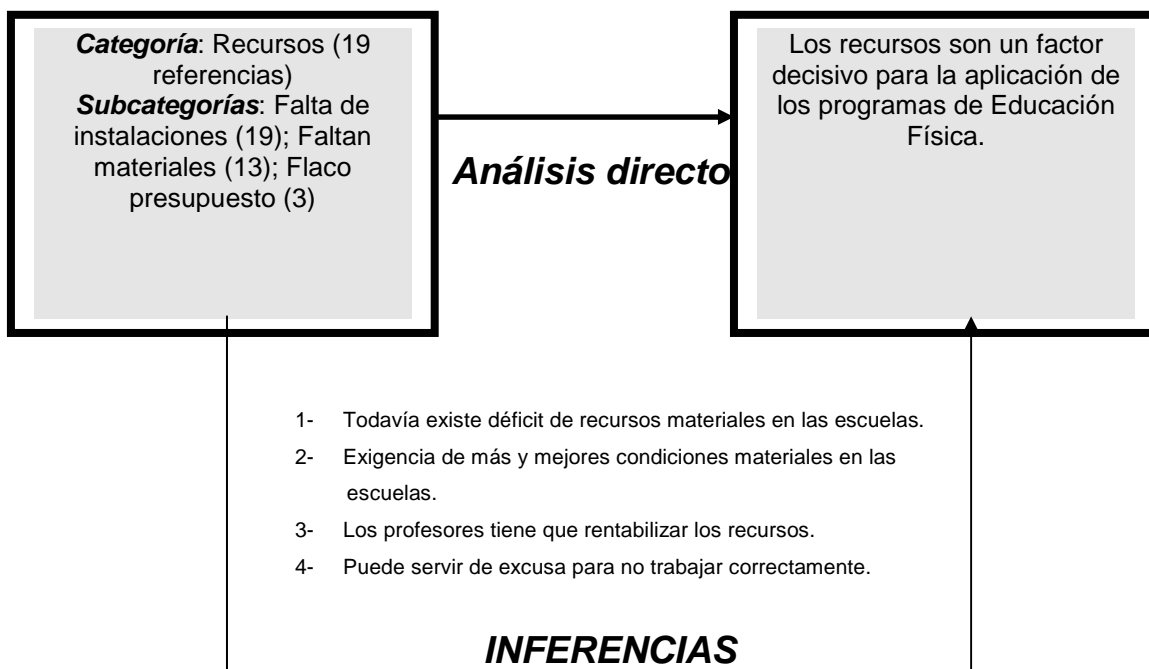 Categoría: Recursos (19
referencias)
Subcategorías: Falta de
instalaciones (19); Faltan
materiales (13); Flaco
presupuesto (3)
Análisis directo
Los recursos son un factor
decisivo para la aplicación de
los programas de Educación
Física.
1- Todavía existe déficit de recursos materiales en las escuelas.
2- Exigencia de más y mejores condiciones materiales en las
escuelas.
3- Los profesores tiene que rentabilizar los recursos.
4- Puede servir de excusa para no trabajar correctamente.
INFERENCIAS